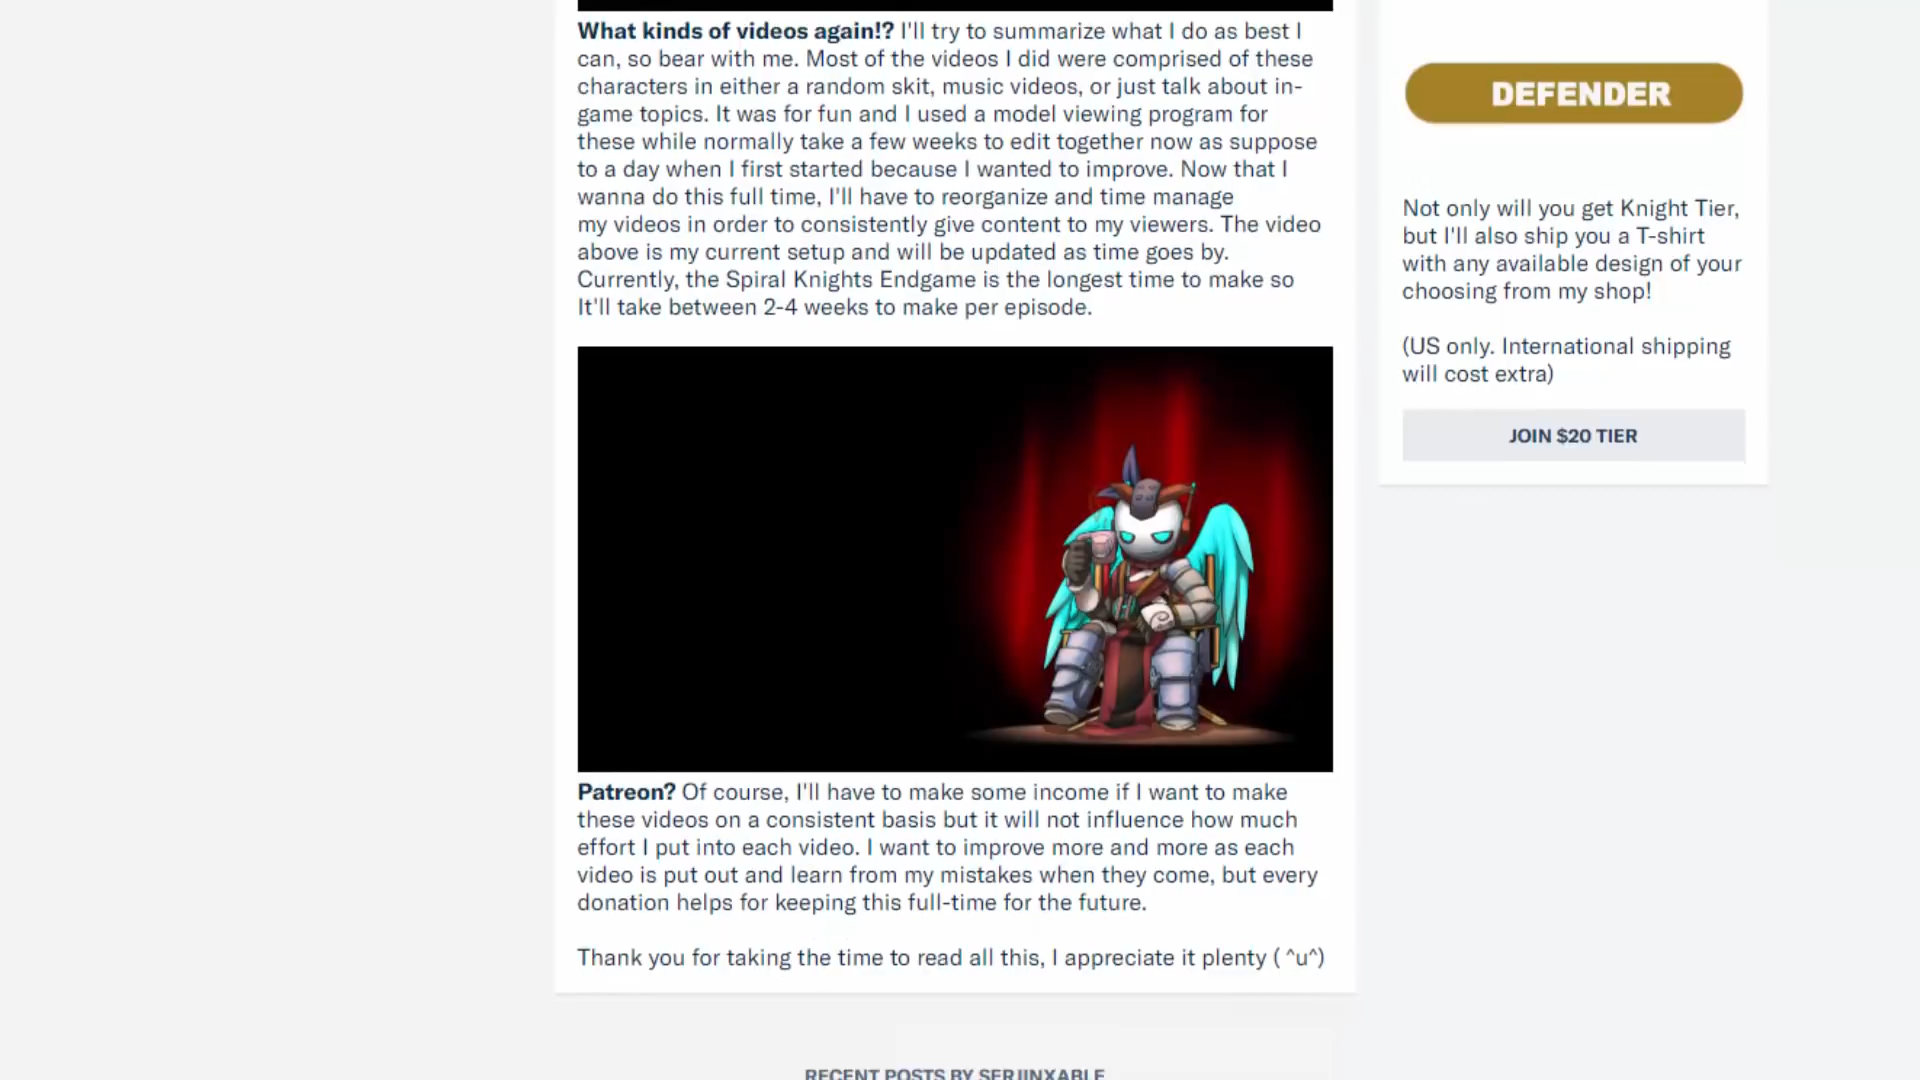 What kinds of videos again!? I'll try to summarize what I do as best I
can, so bear with me. Most of the videos I did were comprised of these
characters in either a random skit, music videos, or just talk about in-
game topics. It was for fun and I used a model viewing program for
these while normally take a few weeks to edit together now as suppose
to a day when I first started because I wanted to improve. Now that I
wanna do this full time, I'll have to reorganize and time manage
my videos in order to consistently give content to my viewers. The video
above is my current setup and will be updated as time goes by.
Currently, the Spiral Knights Endgame is the longest time to make so
It'll take between 2-4 weeks to make per episode.
Patreon? Of course, I'll have to make some income if I want to make
these videos on a consistent basis but it will not influence how much
effort I put into each video. I want to improve more and more as each
video is put out and learn from my mistakes when they come, but every
donation helps for keeping this full-time for the future.
Thank you for taking the time to read all this, I appreciate it plenty ( ^u^)
RECENT POSTS BY SERJINXABLE
DEFENDER
Not only will you get Knight Tier,
but I'll also ship you a T-shirt
with any available design of your
choosing from my shop!
(US only. International shipping
will cost extra)
JOIN $20 TIER